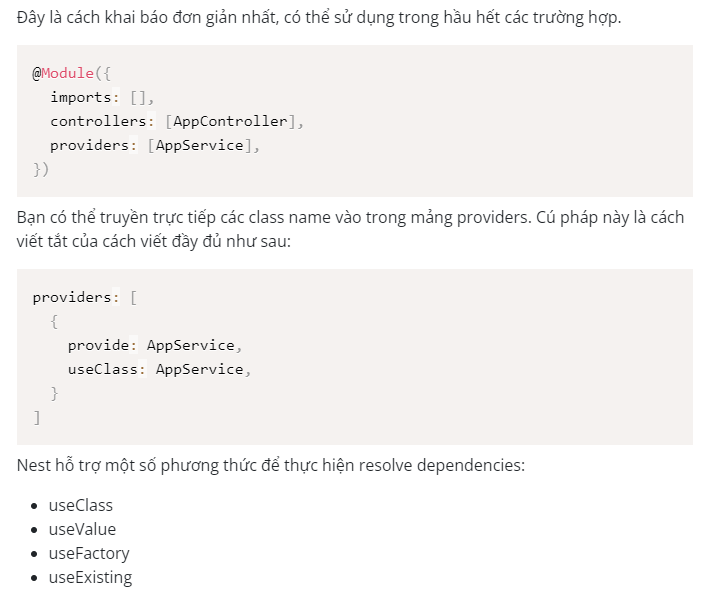 Đây là cách khai báo đơn giản nhất, có thể sử dụng trong hầu hết các trường hợp.
@Module({
  imports: [],
  controllers: [AppController],
  providers: [AppService],
})
Bạn có thể truyền trực tiếp các class name vào trong mảng providers. Cú pháp này là cách
viết tắt của cách viết đầy đủ như sau:
providers: [
  {
    provide: AppService,
    useClass: AppService,
  }
]
Nest hỗ trợ một số phương thức để thực hiện resolve dependencies:
• useClass
• useValue
• useFactory
• useExisting